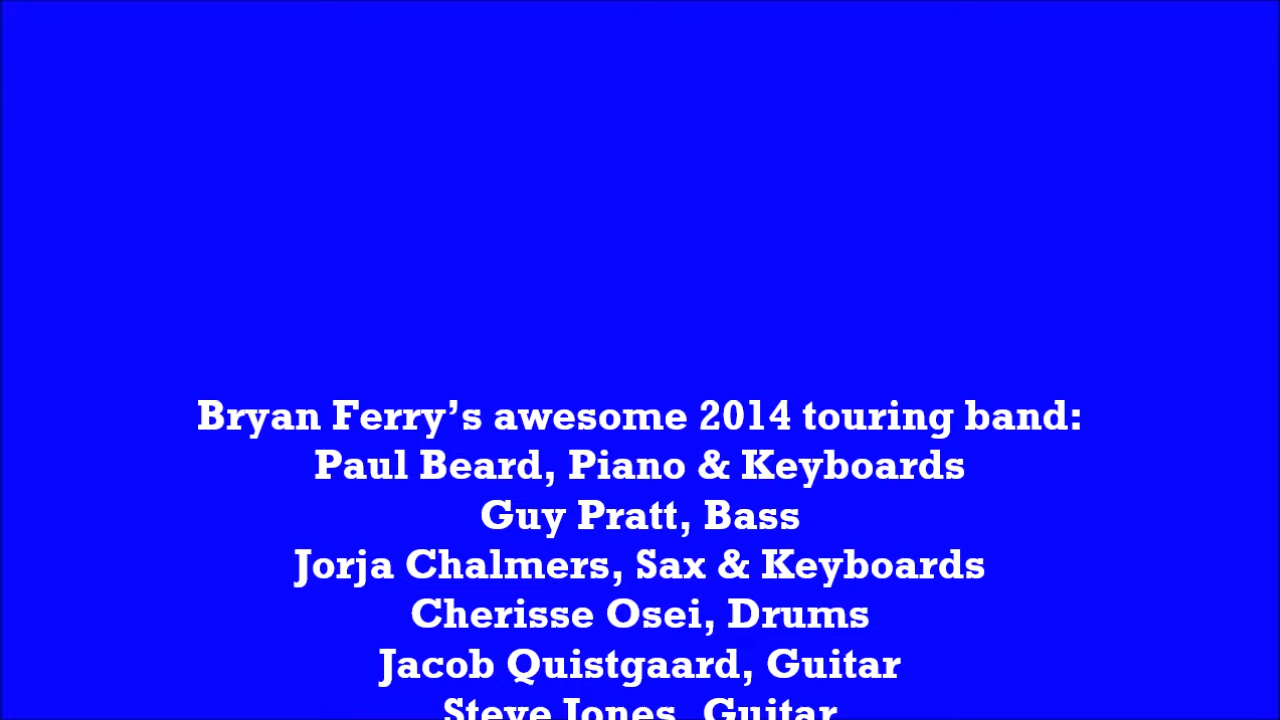 Bryan Ferry’s awesome 2014 touring band:
Paul Beard, Piano & Keyboards
Guy Pratt, Bass
Jorja Chalmers, Sax & Keyboards
Cherisse Osei, Drums
Jacob Quistgaard, Guitar
Steve Jones, Guitar